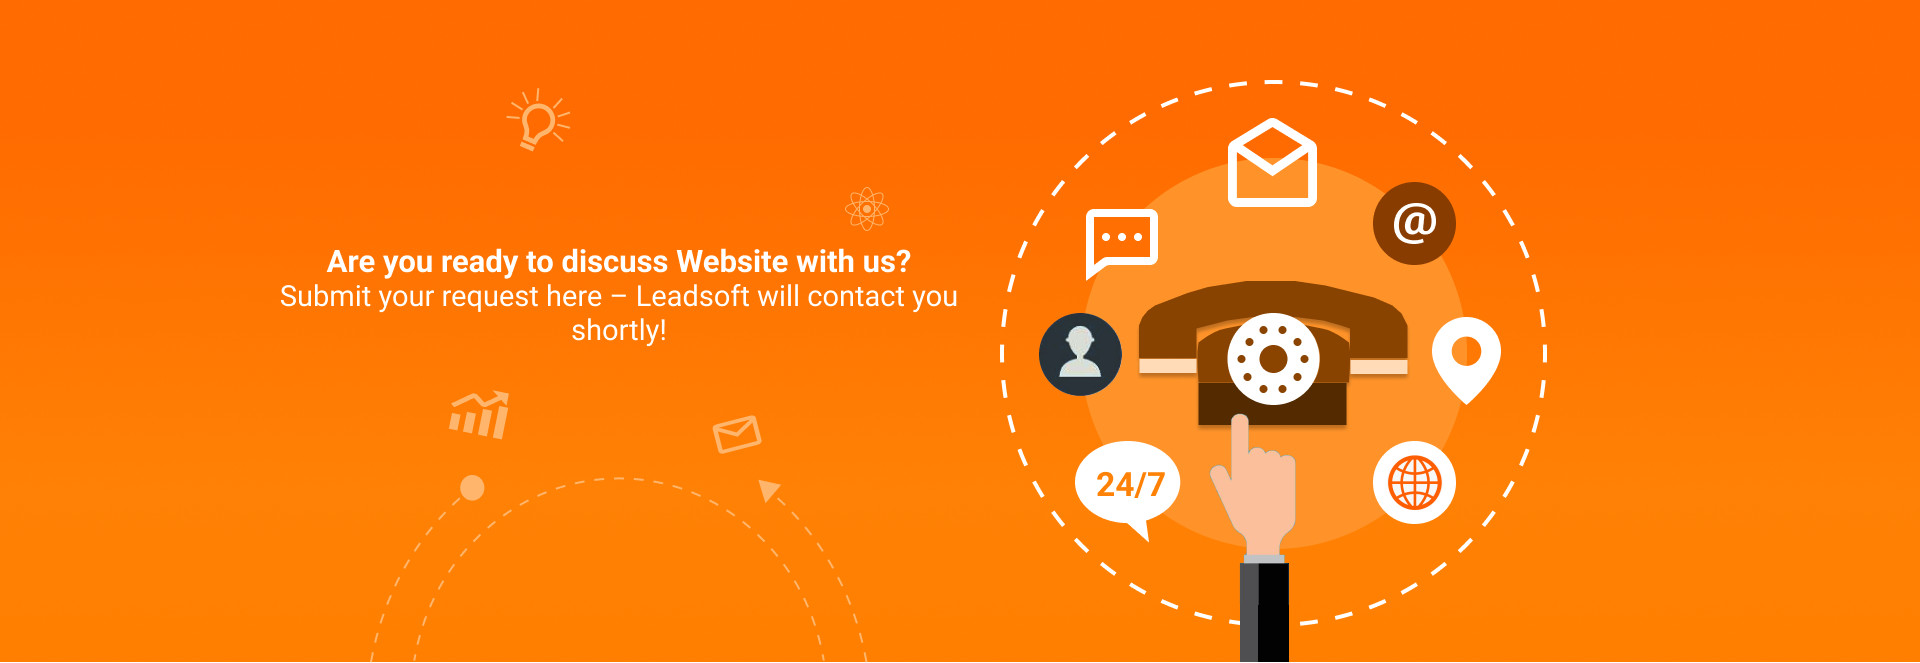 Are you ready to discuss Website with us?
Submit your request here – Leadsoft will contact you
shortly!
@
24/7